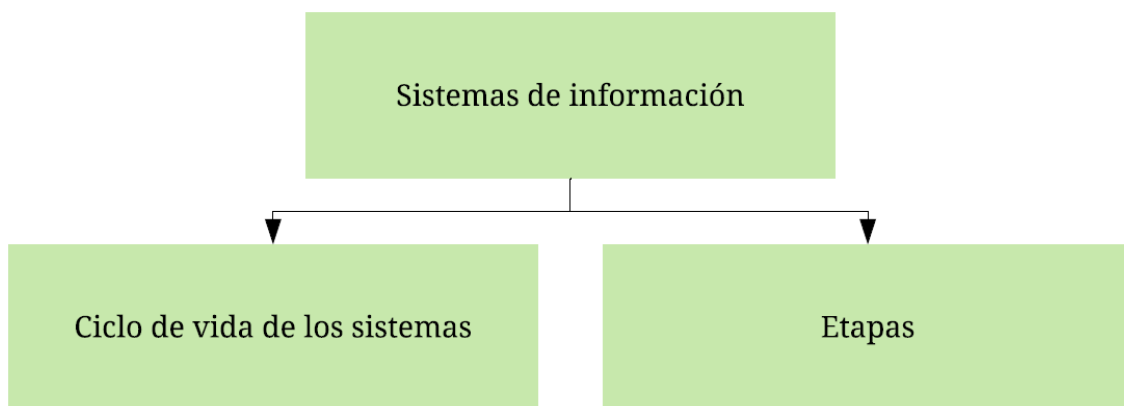 Sistemas de información
Ciclo de vida de los sistemas
Etapas